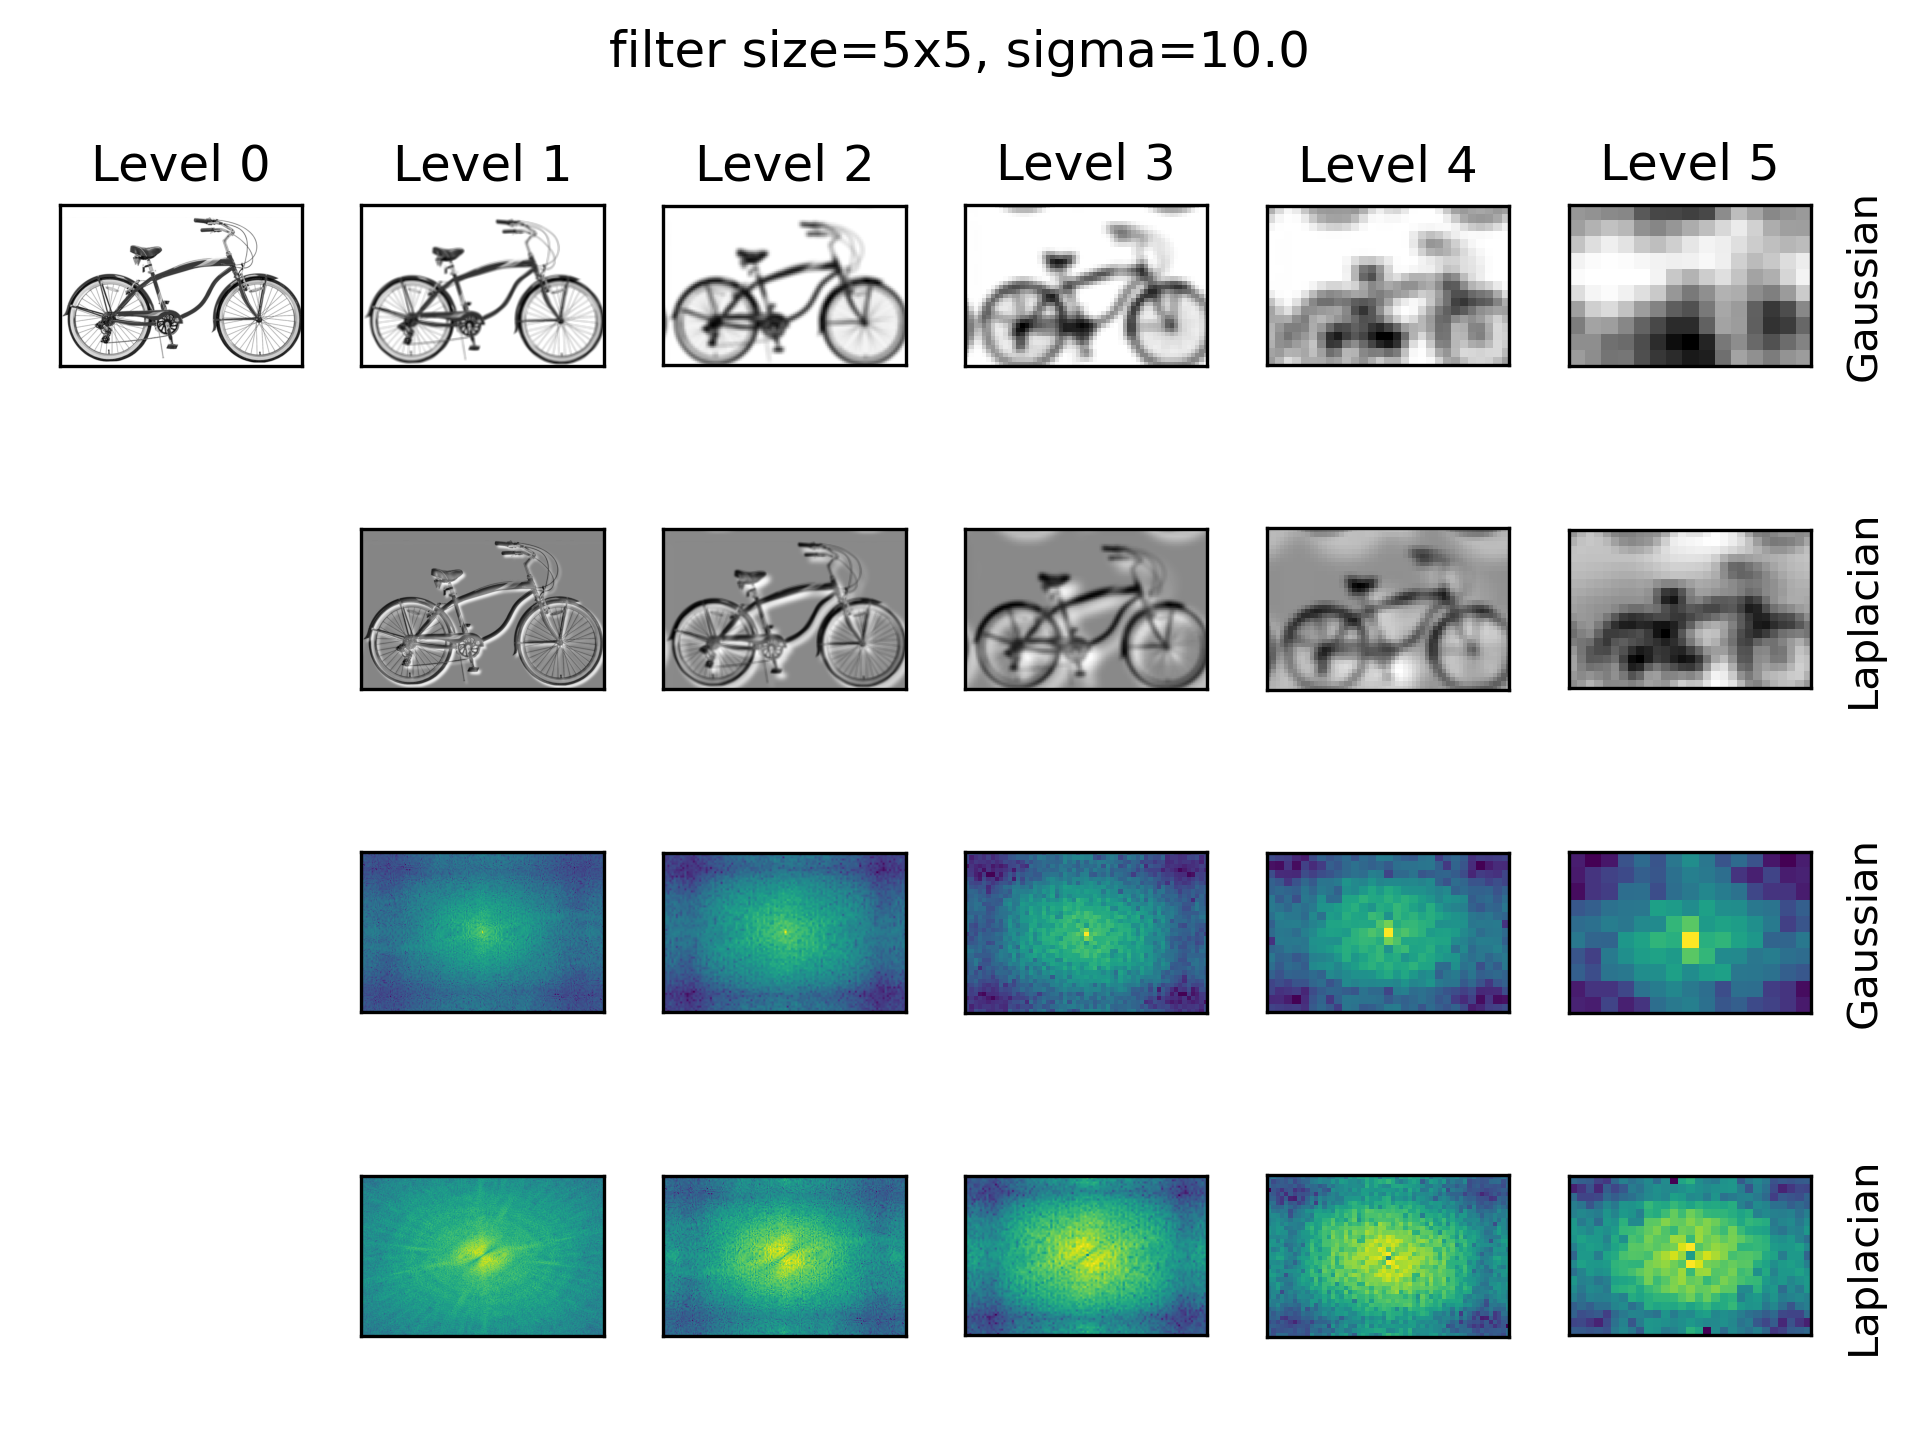 filter size=5x5, sigma=10.0
Level 0
Level 1
Level 2
Level 3
Level 4
Level 5
Gaussian
Laplacian
Gaussian
Laplacian